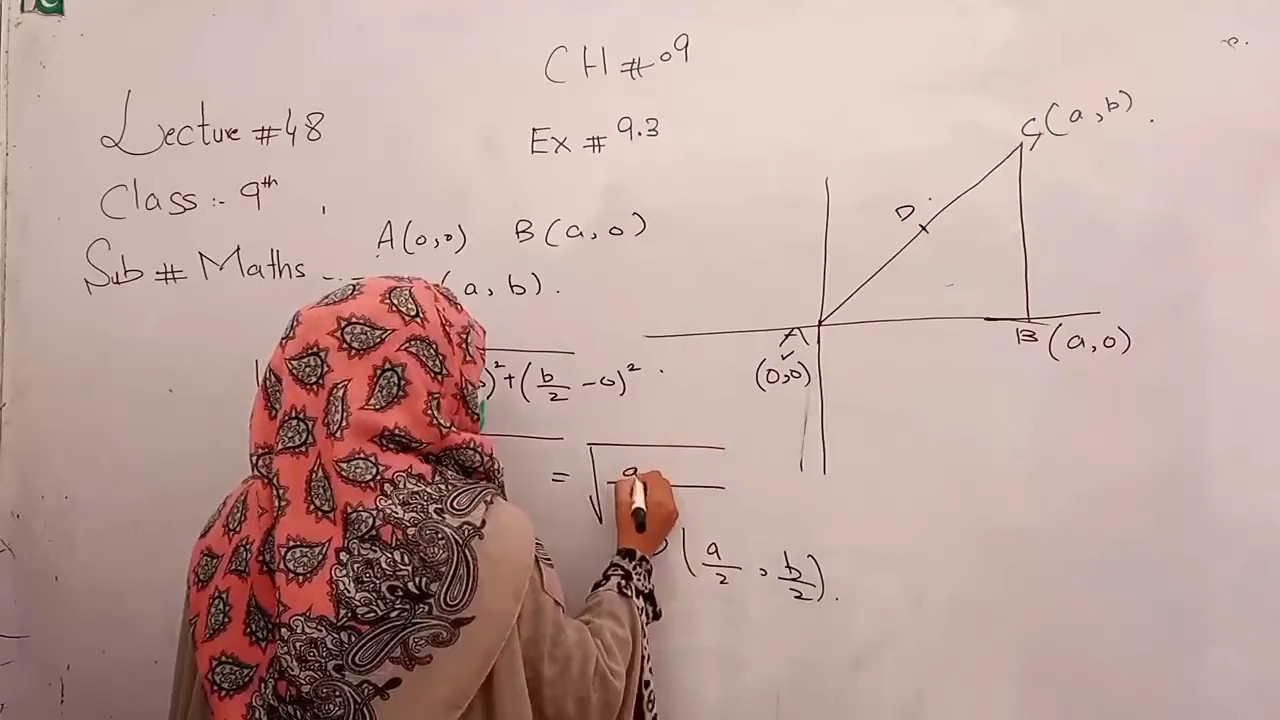 CH # 09
Lecture # 48
Ex # 9.3
Class :- 9th
Sub # Maths
A(0,0) B(a,0)
(a, b).
)² + (b/2 - 0)²
= √ a
(a/2, b/2).
C(a,b).
D
A
(0,0)
B (a,0)